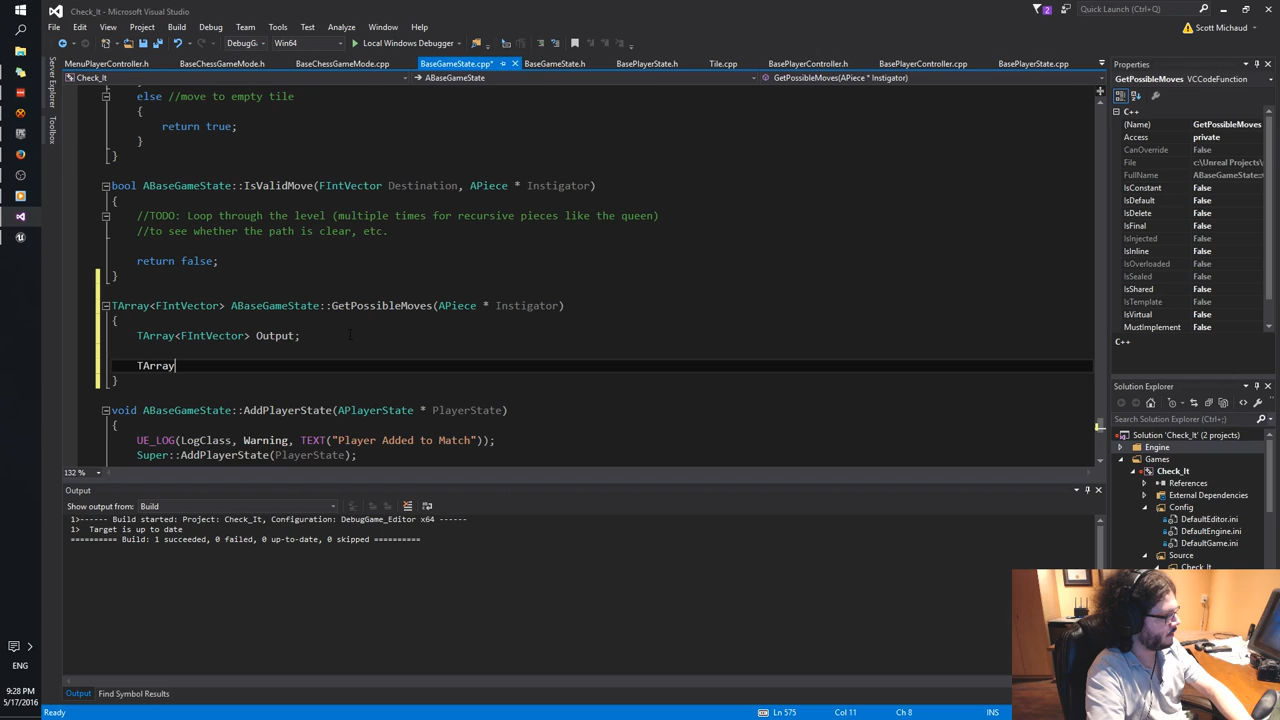 Check_It - Microsoft Visual Studio
2
Quick Launch (Ctrl+Q)
File Edit View Project Build Debug Team Tools Test Analyze Window Help
Scott Michaud
DebugG Win64 Local Windows Debugger
MenuPlayerController.h BaseChessGameMode.h BaseChessGameMode.cpp BaseGameState.cpp* BaseGameState.h BasePlayerState.h Tile.cpp BasePlayerController.h BasePlayerController.cpp BasePlayerState.cpp
Check_It ABaseGameState GetPossibleMoves(APiece * Instigator)
Server Explorer
Toolbox
else //move to empty tile
{
return true;
}
}
bool ABaseGameState::IsValidMove(FIntVector Destination, APiece * Instigator)
{
//TODO: Loop through the level (multiple times for recursive pieces like the queen)
//to see whether the path is clear, etc.
return false;
}
TArray<FIntVector> ABaseGameState::GetPossibleMoves(APiece * Instigator)
{
TArray<FIntVector> Output;
TArray
}
void ABaseGameState::AddPlayerState(APlayerState * PlayerState)
{
UE_LOG(LogClass, Warning, TEXT("Player Added to Match"));
Super::AddPlayerState(PlayerState);
132 %
Output
Show output from: Build
1>------ Build started: Project: Check_It, Configuration: DebugGame_Editor x64 ------
1> Target is up to date
========== Build: 1 succeeded, 0 failed, 0 up-to-date, 0 skipped ==========
Output Find Symbol Results
Ready Ln 575 Col 11 Ch 8 INS
Properties
GetPossibleMoves VCCodeFunction
C++
(Name) GetPossibleMoves
Access private
CanOverride False
File c:\Unreal Projects\
FullName ABaseGameState::
IsConstant False
IsDefault False
IsDelete False
IsFinal False
IsInjected False
IsInline False
IsOverloaded False
IsSealed False
IsShared False
IsTemplate False
IsVirtual False
MustImplement False
C++
Solution Explorer
Search Solution Explorer (Ctrl+;)
Solution 'Check_It' (2 projects)
Engine
Games
Check_It
References
External Dependencies
Config
DefaultEditor.ini
DefaultEngine.ini
DefaultGame.ini
Source
Check_It
ENG
9:28 PM
5/17/2016